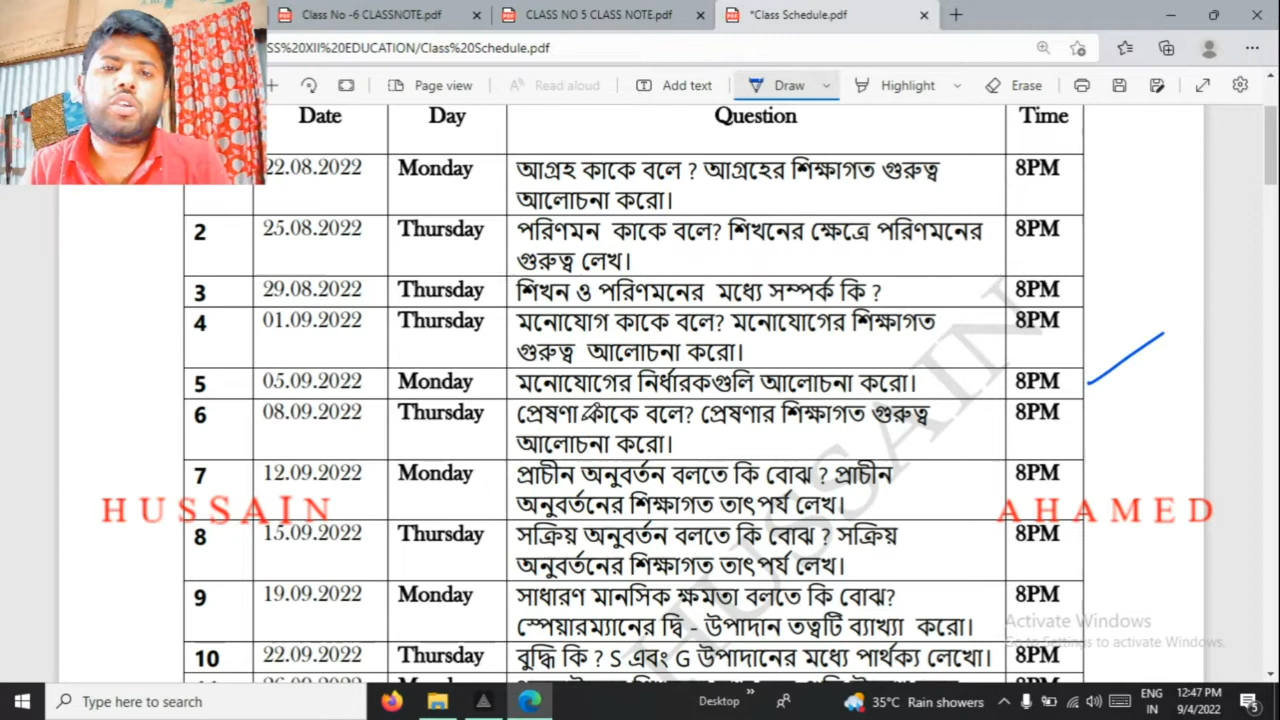 Class No -6 CLASSNOTE.pdf
CLASS NO 5 CLASS NOTE.pdf
*Class Schedule.pdf
SS%20XII%20EDUCATION/Class%20Schedule.pdf
Page view
Read aloud
Add text
Draw
Highlight
Erase
Date Day Question Time
22.08.2022 Monday আগ্রহ কাকে বলে ? আগ্রহের শিক্ষাগত গুরুত্ব 8PM
আলোচনা করো।
2 25.08.2022 Thursday পরিণমন কাকে বলে? শিখনের ক্ষেত্রে পরিণমনের 8PM
গুরুত্ব লেখ।
3 29.08.2022 Thursday শিখন ও পরিণমনের মধ্যে সম্পর্ক কি ? 8PM
4 01.09.2022 Thursday মনোযোগ কাকে বলে? মনোযোগের শিক্ষাগত 8PM
গুরুত্ব আলোচনা করো।
5 05.09.2022 Monday মনোযোগের নির্ধারকগুলি আলোচনা করো। 8PM
6 08.09.2022 Thursday প্রেষণা কাকে বলে? প্রেষণার শিক্ষাগত গুরুত্ব 8PM
আলোচনা করো।
7 12.09.2022 Monday প্রাচীন অনুবর্তন বলতে কি বোঝ ? প্রাচীন 8PM
অনুবর্তনের শিক্ষাগত তাৎপর্য লেখ।
HUSSAIN AHAMED
8 15.09.2022 Thursday সক্রিয় অনুবর্তন বলতে কি বোঝ ? সক্রিয় 8PM
অনুবর্তনের শিক্ষাগত তাৎপর্য লেখ।
9 19.09.2022 Monday সাধারণ মানসিক ক্ষমতা বলতে কি বোঝ? 8PM
স্পেয়ারম্যানের দ্বি - উপাদান তত্বটি ব্যাখ্যা করো।
10 22.09.2022 Thursday বুদ্ধি কি ? S এবং G উপাদানের মধ্যে পার্থক্য লেখো। 8PM
HUSSAIN
Activate Windows
Go to Settings to activate Windows.
Type here to search
Desktop
35°C Rain showers
ENG
IN
12:47 PM
9/4/2022
5